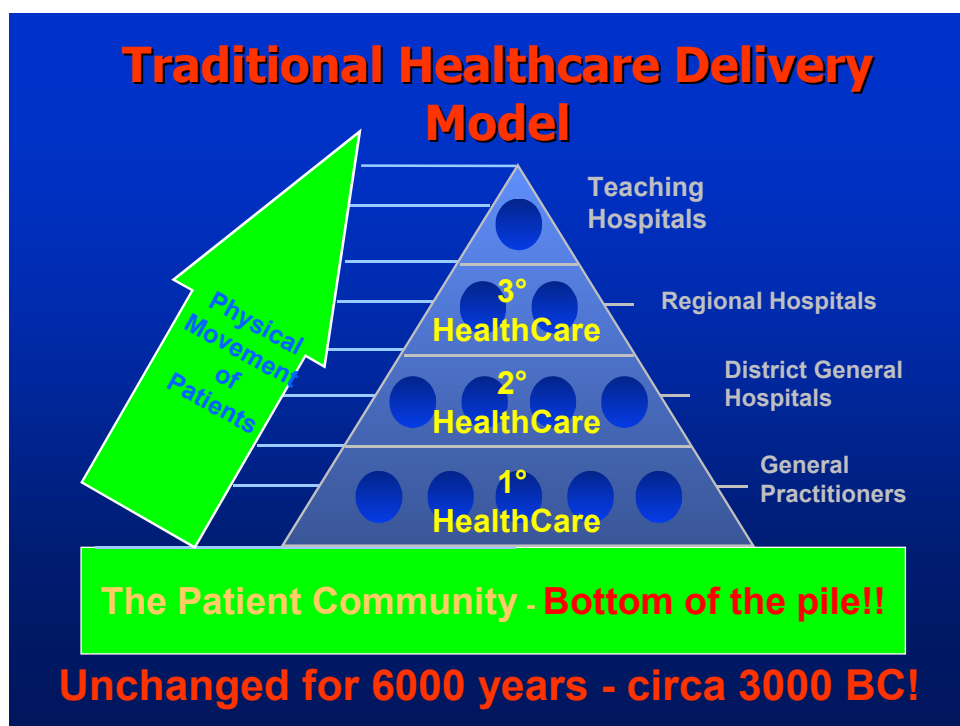 Traditional Healthcare Delivery
Model
Teaching
Hospitals
Physical
Movement
of
Patients
3°
HealthCare
Regional Hospitals
2°
HealthCare
District General
Hospitals
1°
HealthCare
General
Practitioners
The Patient Community - Bottom of the pile!!
Unchanged for 6000 years - circa 3000 BC!